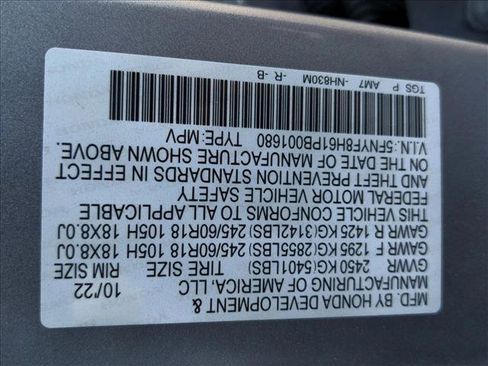 MFD. BY HONDA DEVELOPMENT &
MANUFACTURING OF AMERICA, LLC 10/22
GVWR 2450 KG(5401LBS) TIRE SIZE RIM SIZE
GAWR F 1295 KG(2855LBS) 245/60R18 105H 18X8.0J
GAWR R 1425 KG(3142LBS) 245/60R18 105H 18X8.0J
THIS VEHICLE CONFORMS TO ALL APPLICABLE
FEDERAL MOTOR VEHICLE SAFETY
AND THEFT PREVENTION STANDARDS IN EFFECT
ON THE DATE OF MANUFACTURE SHOWN ABOVE.
V.I.N.:5FNYF8H61PB001680 TYPE:MPV
TGS P AM7 -NH830M -R -B